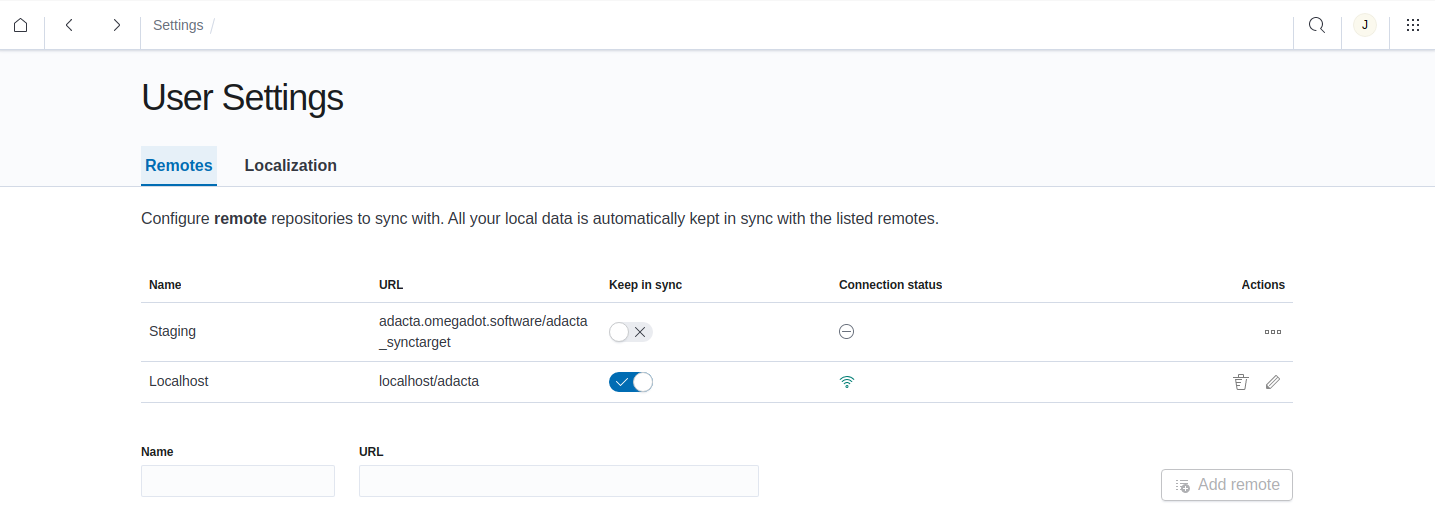 Settings /
J
User Settings
Remotes Localization
Configure remote repositories to sync with. All your local data is automatically kept in sync with the listed remotes.
Name URL Keep in sync Connection status Actions
Staging adacta.omegadot.software/adacta
_synctarget
Localhost localhost/adacta
Name URL
Add remote